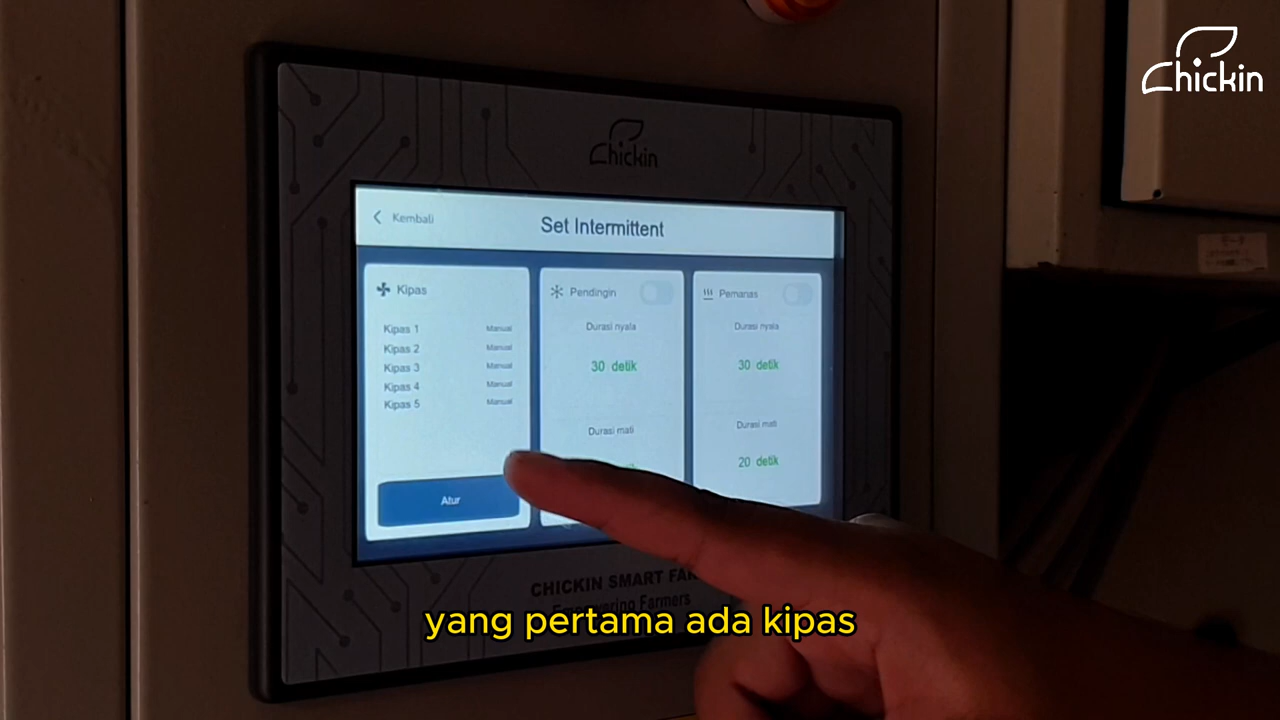 Chickin
Chickin
Kembali
Set Intermittent
Kipas
Kipas 1 Manual
Kipas 2 Manual
Kipas 3 Manual
Kipas 4 Manual
Kipas 5 Manual
Atur
Pendingin
Durasi nyala
30 detik
Durasi mati
Pemanas
Durasi nyala
30 detik
Durasi mati
20 detik
CHICKIN SMART
Empowering Farmers
yang pertama ada kipas